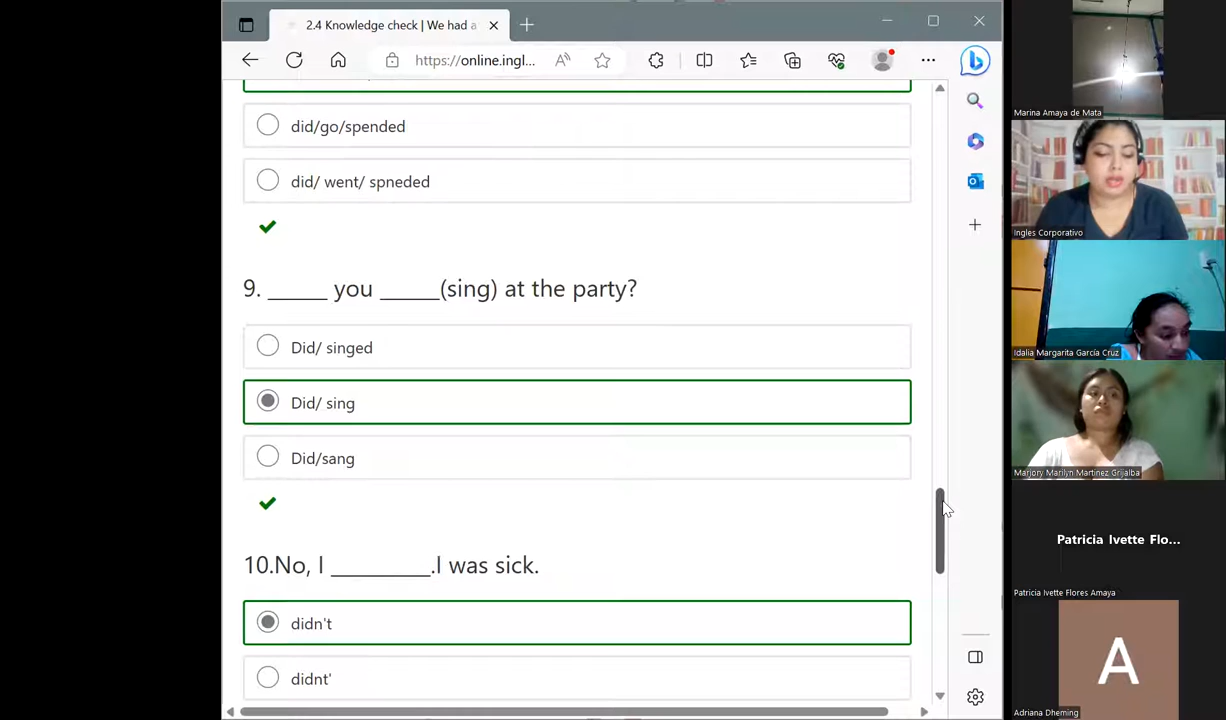 2.4 Knowledge check | We had a
https://online.ingl...
did/go/spended
did/ went/ spneded
9. ______ you ______(sing) at the party?
Did/ singed
Did/ sing
Did/sang
10.No, I __________.I was sick.
didn't
didnt'
Marina Amaya de Mata
Ingles Corporativo
Idalia Margarita García Cruz
Marjory Marilyn Martinez Grijalba
Patricia Ivette Flo...
Patricia Ivette Flores Amaya
A
Adriana Dheming